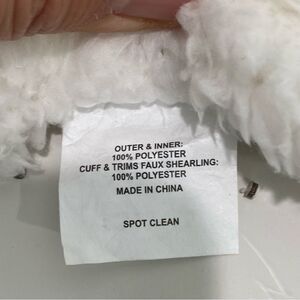 OUTER & INNER:
100% POLYESTER
CUFF & TRIMS FAUX SHEARLING:
100% POLYESTER
MADE IN CHINA
SPOT CLEAN